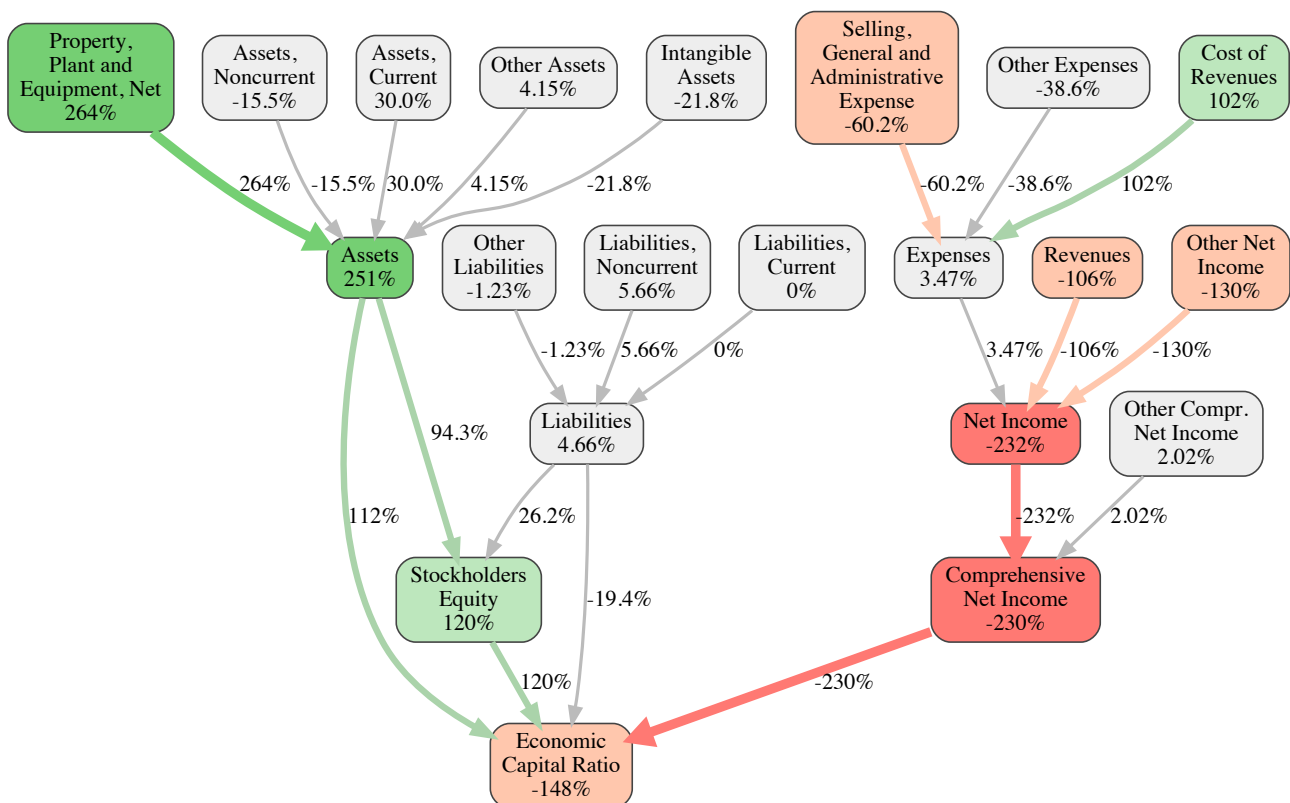 Property,
Plant and
Equipment, Net
264%
Assets,
Noncurrent
-15.5%
Assets,
Current
30.0%
Other Assets
4.15%
Intangible
Assets
-21.8%
Selling,
General and
Administrative
Expense
-60.2%
Other Expenses
-38.6%
Cost of
Revenues
102%
264%
-15.5%
30.0%
4.15%
-21.8%
-60.2%
-38.6%
102%
Assets
251%
Other
Liabilities
-1.23%
Liabilities,
Noncurrent
5.66%
Liabilities,
Current
0%
Expenses
3.47%
Revenues
-106%
Other Net
Income
-130%
-1.23%
5.66%
0%
3.47%
-106%
-130%
Liabilities
4.66%
Net Income
-232%
Other Compr.
Net Income
2.02%
94.3%
112%
26.2%
-232%
2.02%
Stockholders
Equity
120%
-19.4%
Comprehensive
Net Income
-230%
120%
-230%
Economic
Capital Ratio
-148%